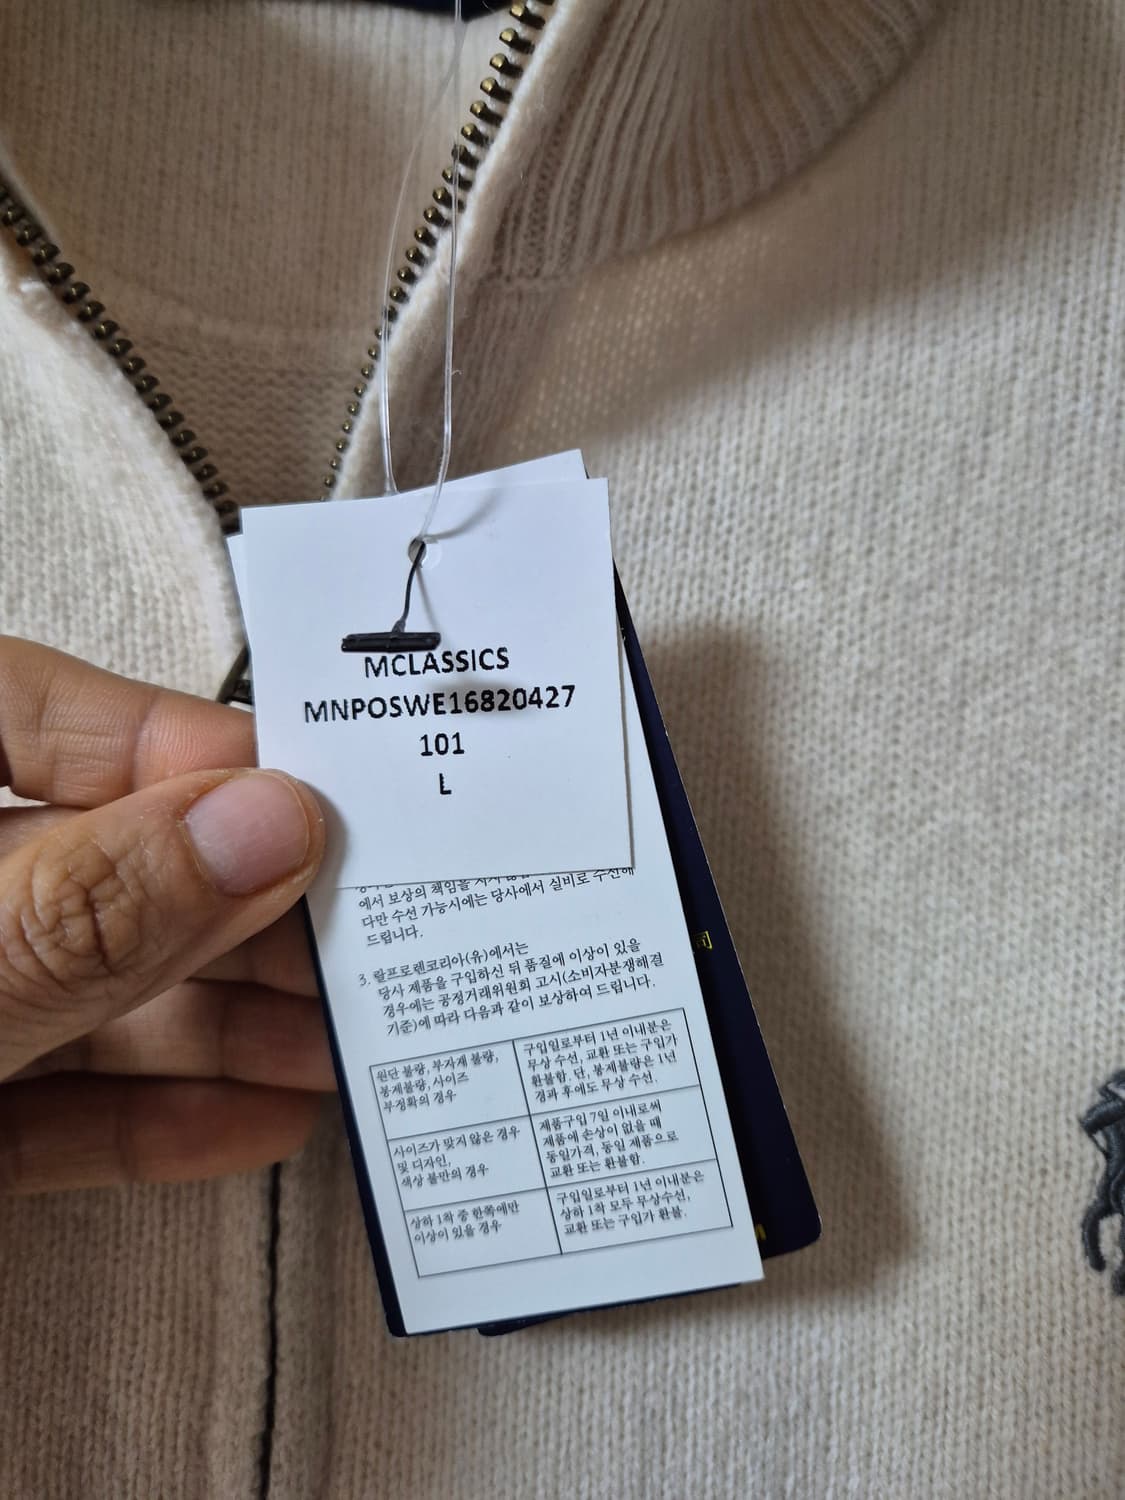 MCLASSICS
MNPOSWE16820427
101
L
에서 보상의 책임을 지지
에서 실비로 수선해
다만 수선 가능시에는 당사에서
드립니다.
3. 랄프로렌코리아(유)에서는
당사 제품을 구입하신 뒤 품질에 이상이 있을
경우에는 공정거래위원회 고시(소비자분쟁해결
기준)에 따라 다음과 같이 보상하여 드립니다.
원단 불량, 부자재 불량,
봉제불량, 사이즈
부정확의 경우
구입일로부터 1년 이내분은
무상 수선, 교환 또는 구입가
환불함. 단, 봉제불량은 1년
경과 후에도 무상 수선.
사이즈가 맞지 않은 경우
및 디자인,
색상 불만의 경우
제품구입 7일 이내로써
제품에 손상이 없을 때
동일가격, 동일 제품으로
교환 또는 환불함.
상하 1착 중 한쪽에만
이상이 있을 경우
구입일로부터 1년 이내분은
상하 1착 모두 무상수선,
교환 또는 구입가 환불.
司